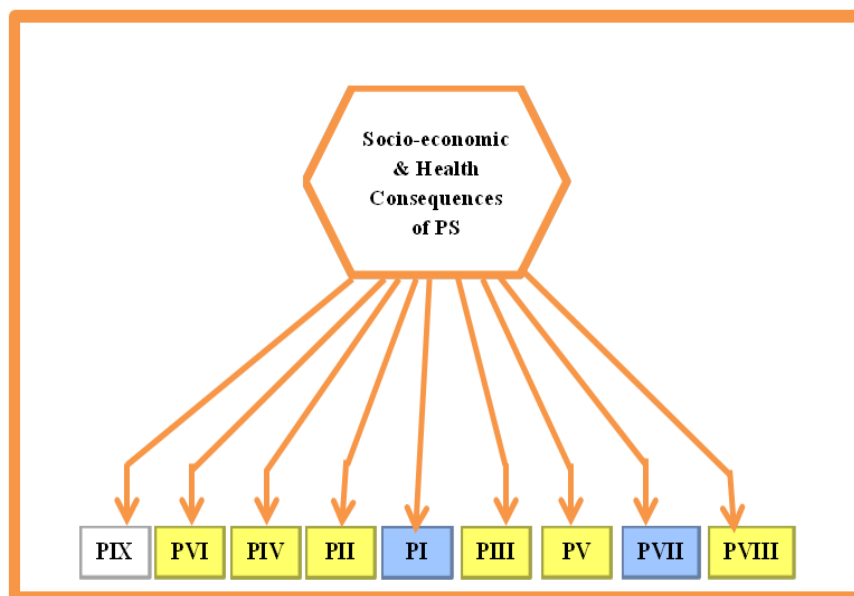 Socio-economic
& Health
Consequences
of PS
PIX PVI PIV PII PI PIII PV PVII PVIII